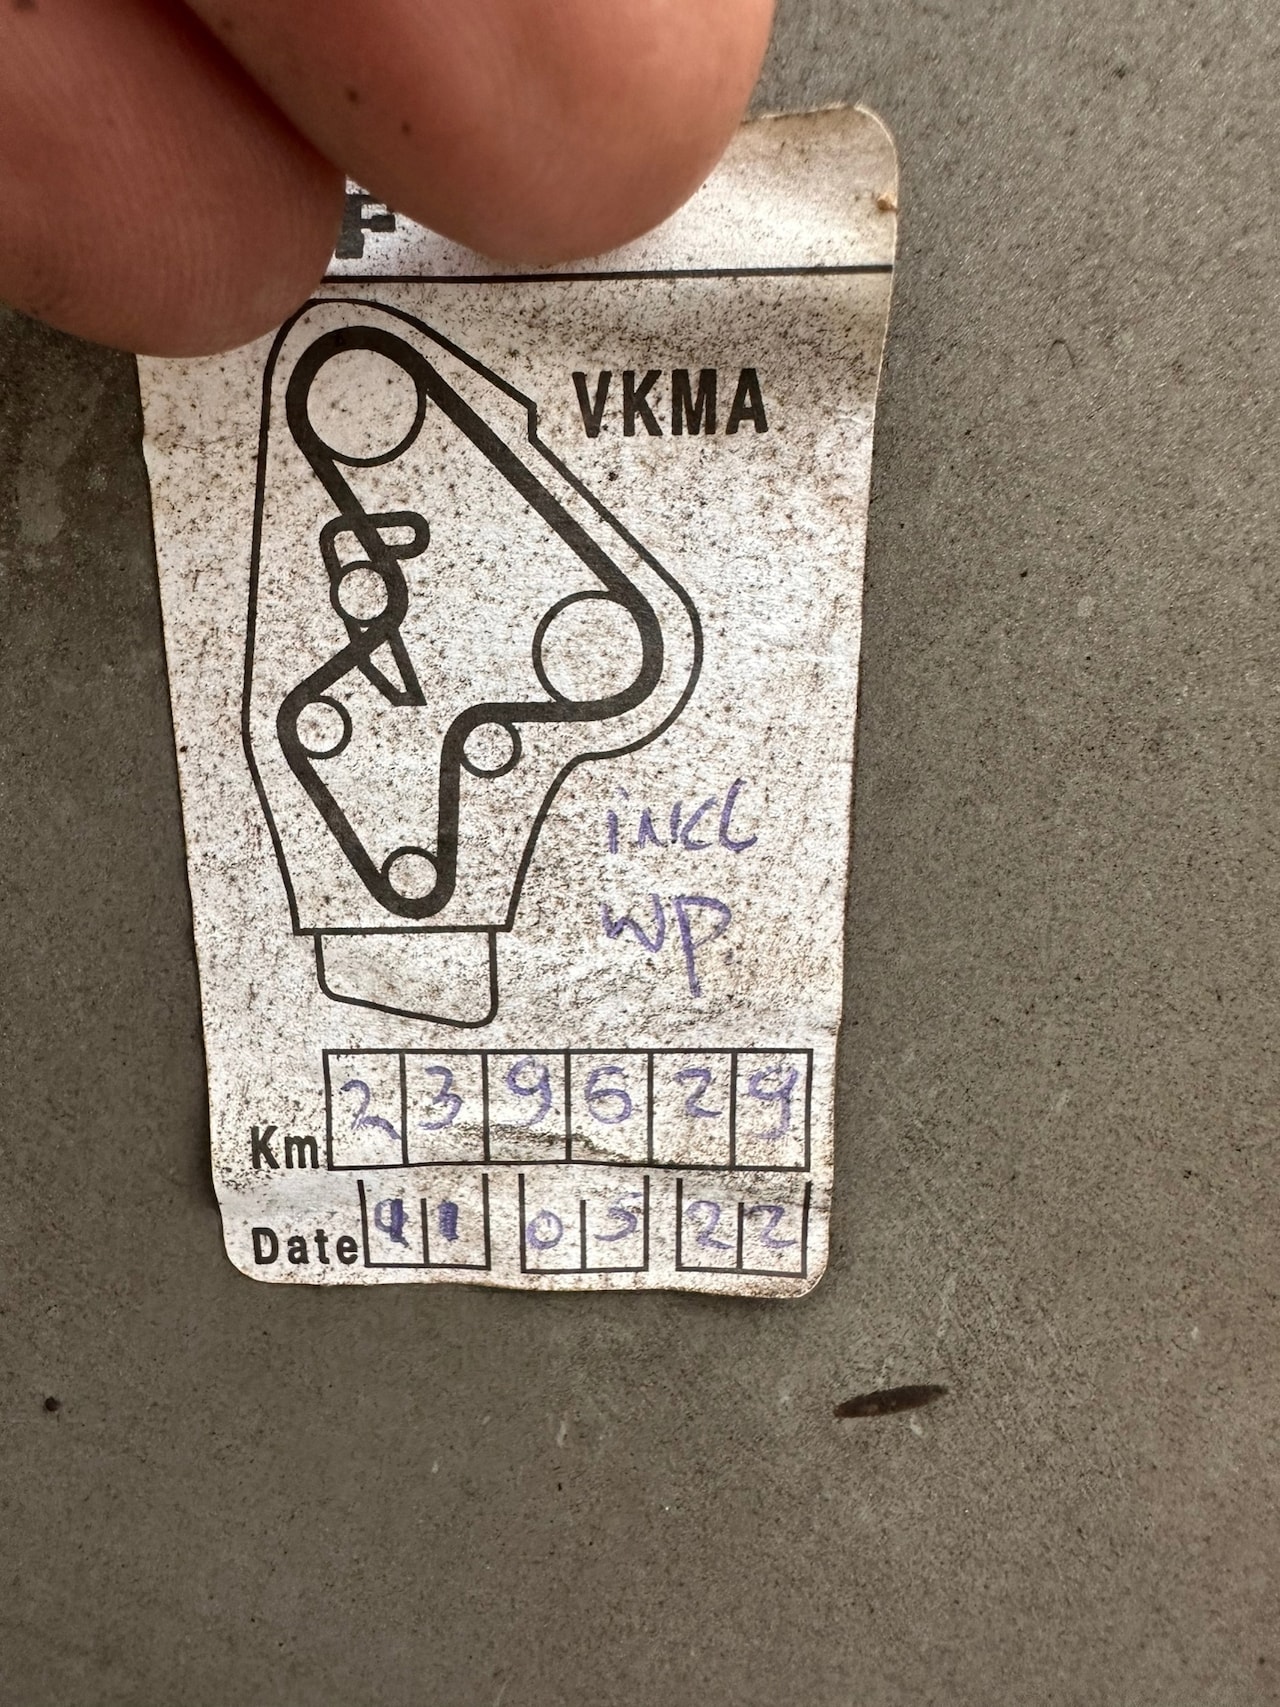 F
VKMA
inkl
WP.
Km 239629
Date 11 05 22